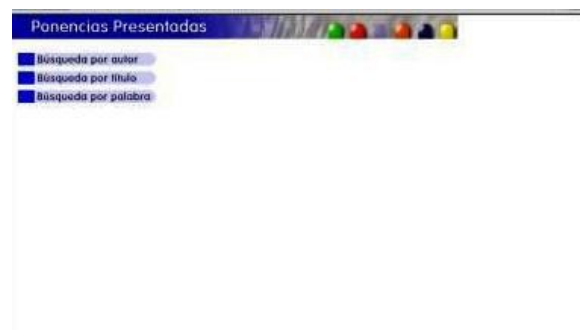 Ponencias Presentadas
Búsqueda por autor
Búsqueda por título
Búsqueda por palabra